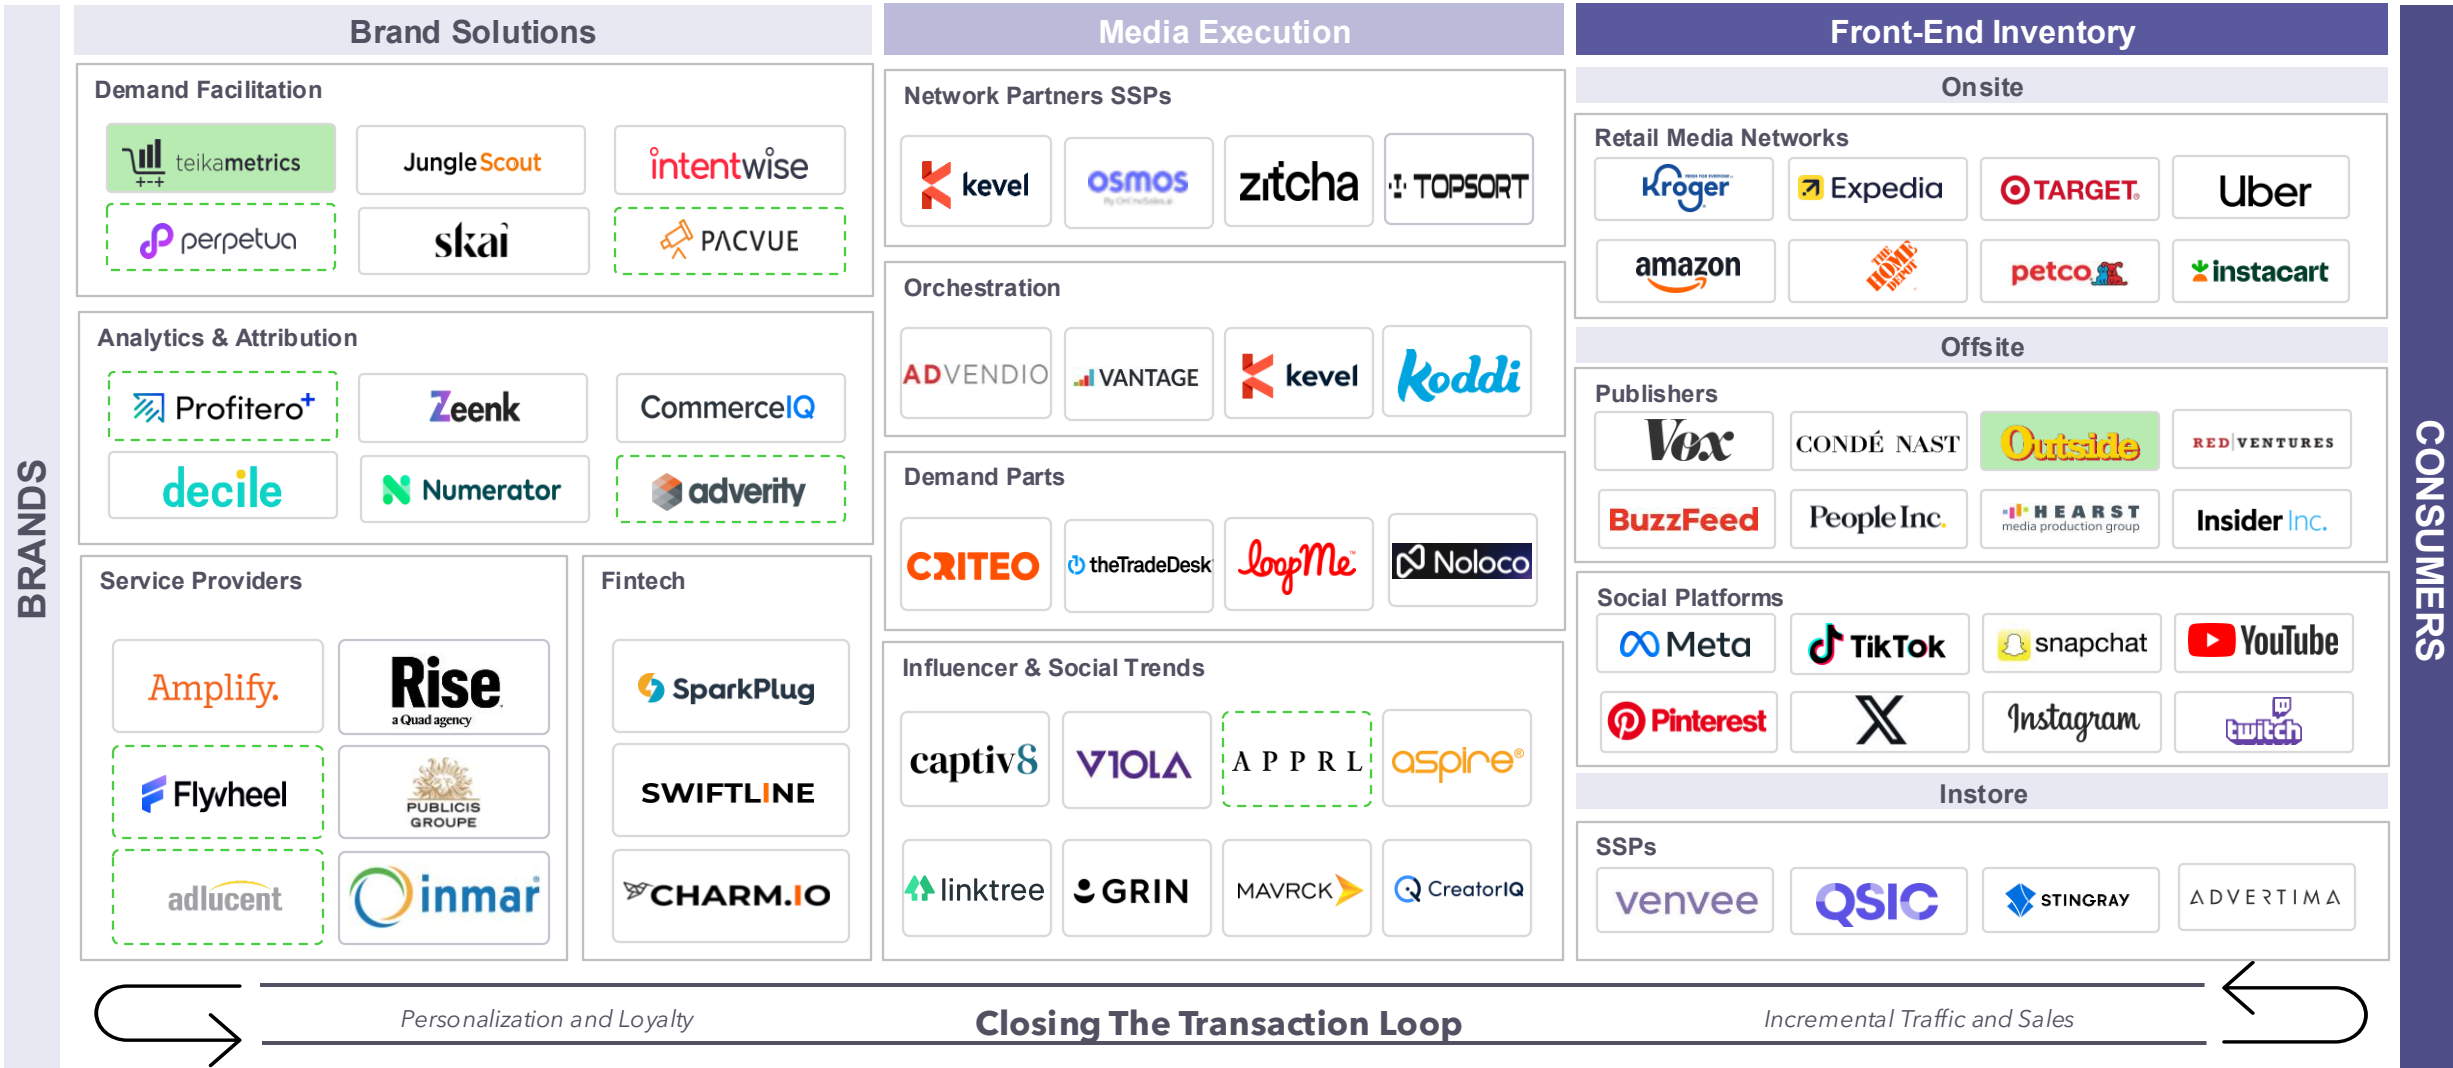 BRANDS
Brand Solutions
Demand Facilitation
teikametrics
Jungle Scout
intentwise
perpetua
skai
PACVUE
Analytics & Attribution
Profitero+
Zeenk
CommerceIQ
decile
Numerator
adverity
Service Providers
Amplify.
Rise
a Quad agency
Flywheel
PUBLICIS
GROUPE
adlucent
inmar
Fintech
SparkPlug
SWIFTLINE
CHARM.IO
Media Execution
Network Partners SSPs
kevel
osmos
By OnlineSales.ai
zitcha
TOPSORT
Orchestration
ADVENDIO
VANTAGE
kevel
Koddi
Demand Parts
CRITEO
theTradeDesk
loopMe
Noloco
Influencer & Social Trends
captiv8
VIOLA
APPRL
aspire®
linktree
GRIN
MAVRCK
CreatorIQ
Front-End Inventory
Onsite
Retail Media Networks
Kroger
Expedia
TARGET
Uber
amazon
THE HOME DEPOT
petco
instacart
Offsite
Publishers
Vox
CONDÉ NAST
Outside
RED VENTURES
BuzzFeed
People Inc.
HEARST
media production group
Insider Inc.
Social Platforms
Meta
TikTok
snapchat
YouTube
Pinterest
X
Instagram
twitch
Instore
SSPs
venvee
QSIC
STINGRAY
ADVERTIMA
CONSUMERS
Personalization and Loyalty
Closing The Transaction Loop
Incremental Traffic and Sales